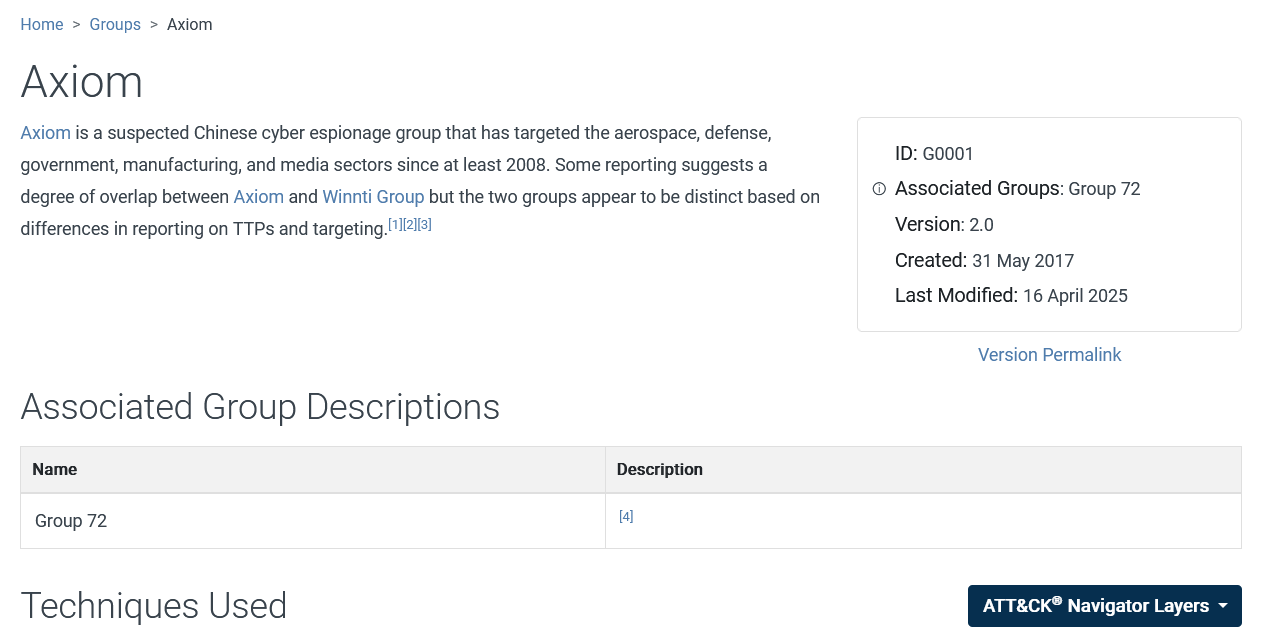 Home > Groups > Axiom
Axiom
Axiom is a suspected Chinese cyber espionage group that has targeted the aerospace, defense,
government, manufacturing, and media sectors since at least 2008. Some reporting suggests a
degree of overlap between Axiom and Winnti Group but the two groups appear to be distinct based on
differences in reporting on TTPs and targeting.[1][2][3]
ID: G0001
ⓘ Associated Groups: Group 72
Version: 2.0
Created: 31 May 2017
Last Modified: 16 April 2025
Version Permalink
Associated Group Descriptions
Name Description
Group 72 [4]
Techniques Used
ATT&CK® Navigator Layers